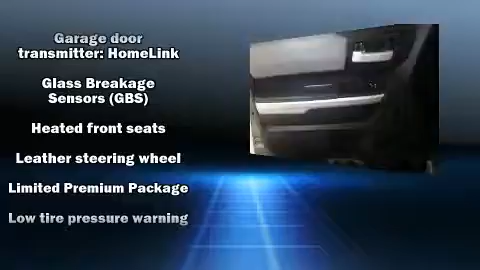 Garage door
transmitter: HomeLink
Glass Breakage
Sensors (GBS)
Heated front seats
Leather steering wheel
Limited Premium Package
Low tire pressure warning